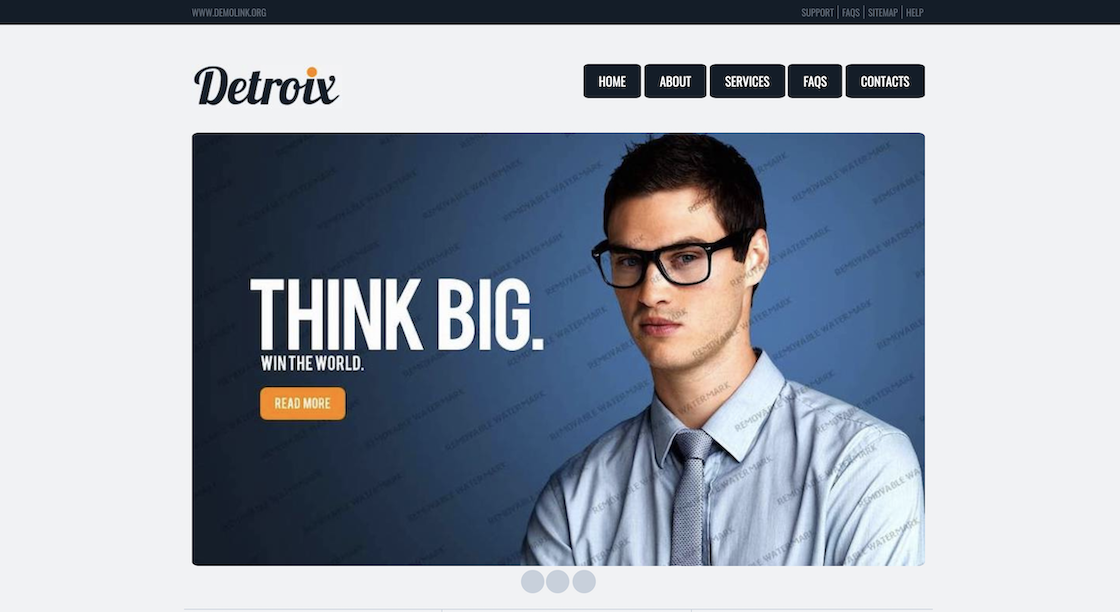 WWW.DEMOLINK.ORG
SUPPORT FAQS SITEMAP HELP
Detroix
HOME ABOUT SERVICES FAQS CONTACTS
THINK BIG.
WIN THE WORLD.
READ MORE
REMOVABLE WATERMARK